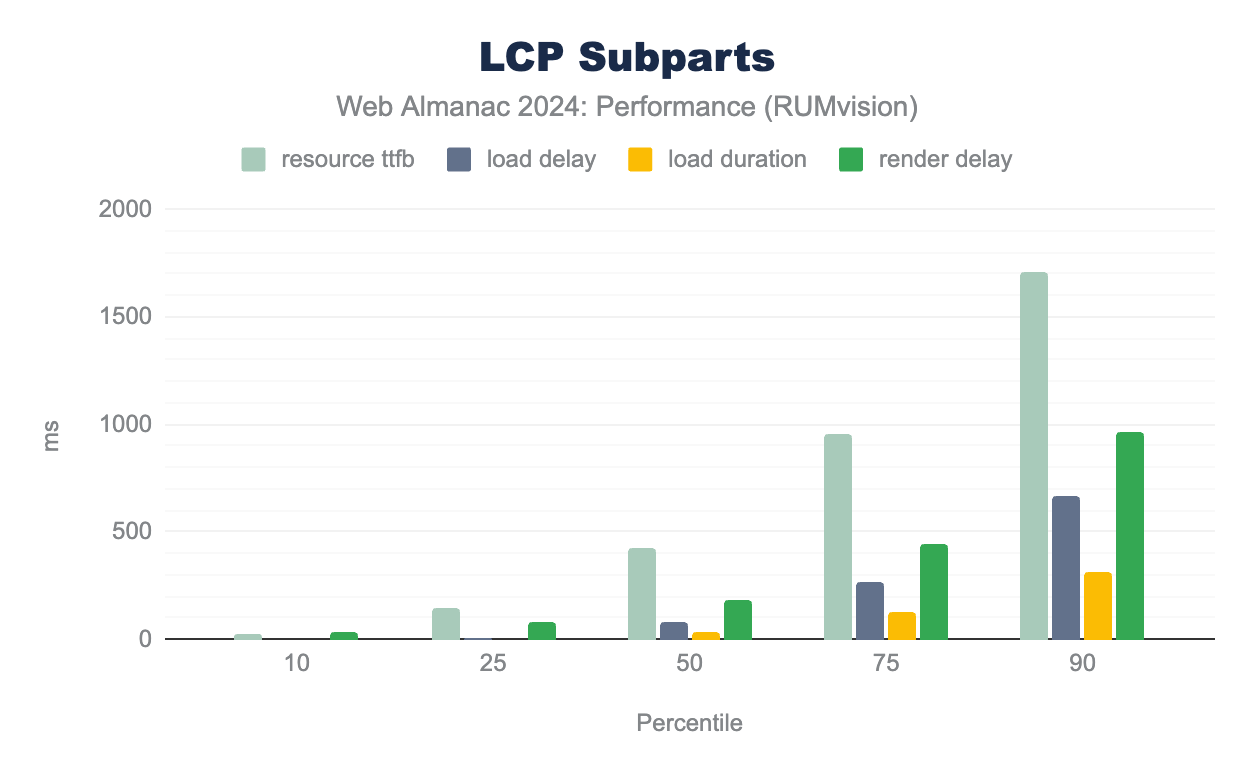 LCP Subparts
Web Almanac 2024: Performance (RUMvision)
resource ttfb load delay load duration render delay
2000
1500
1000
500
0
ms
10 25 50 75 90
Percentile